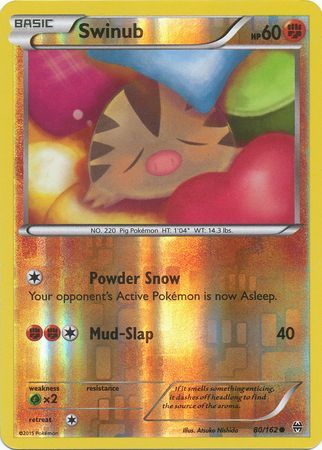 BASIC
Swinub
HP60
NO. 220 Pig Pokémon HT: 1'04" WT: 14.3 lbs.
Powder Snow
Your opponent's Active Pokémon is now Asleep.
Mud-Slap 40
weakness
resistance
×2
retreat
If it smells something enticing,
it dashes off headlong to find
the source of the aroma.
©2015 Pokémon
Illus. Atsuko Nishida
80/162